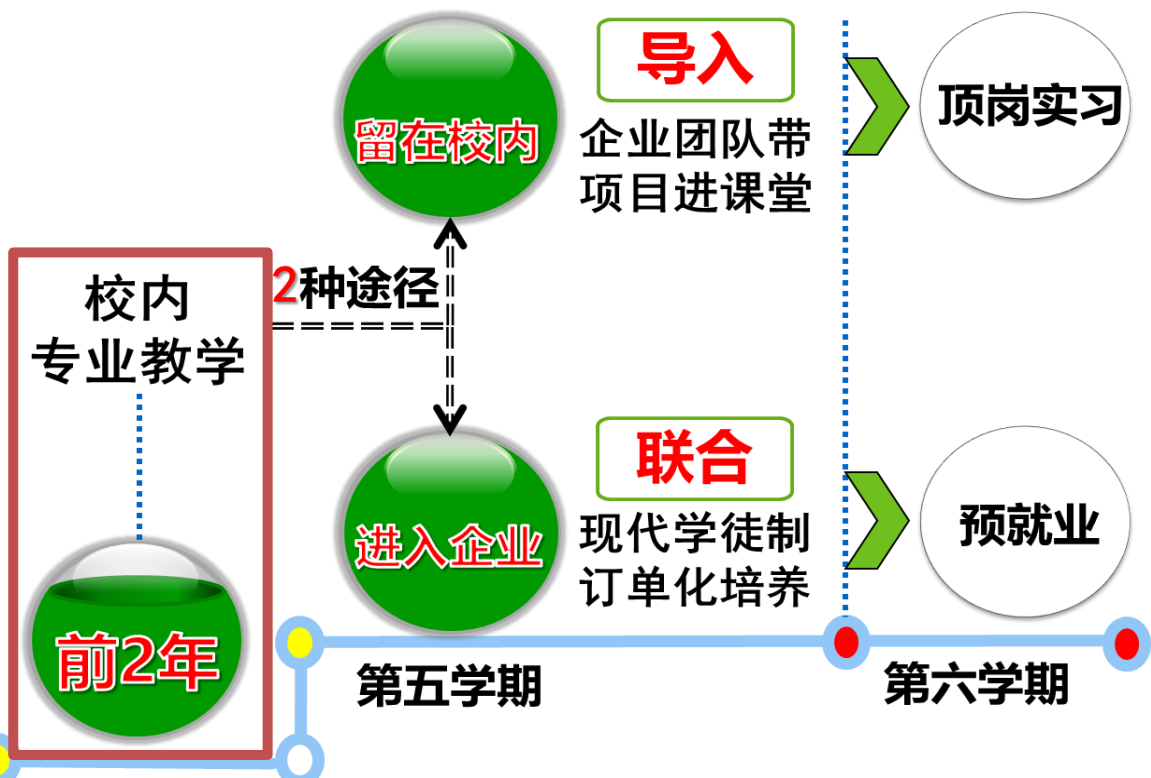 校内
专业教学
前2年
2种途径
留在校内
导入
企业团队带
项目进课堂
顶岗实习
进入企业
联合
现代学徒制
订单化培养
预就业
第五学期
第六学期